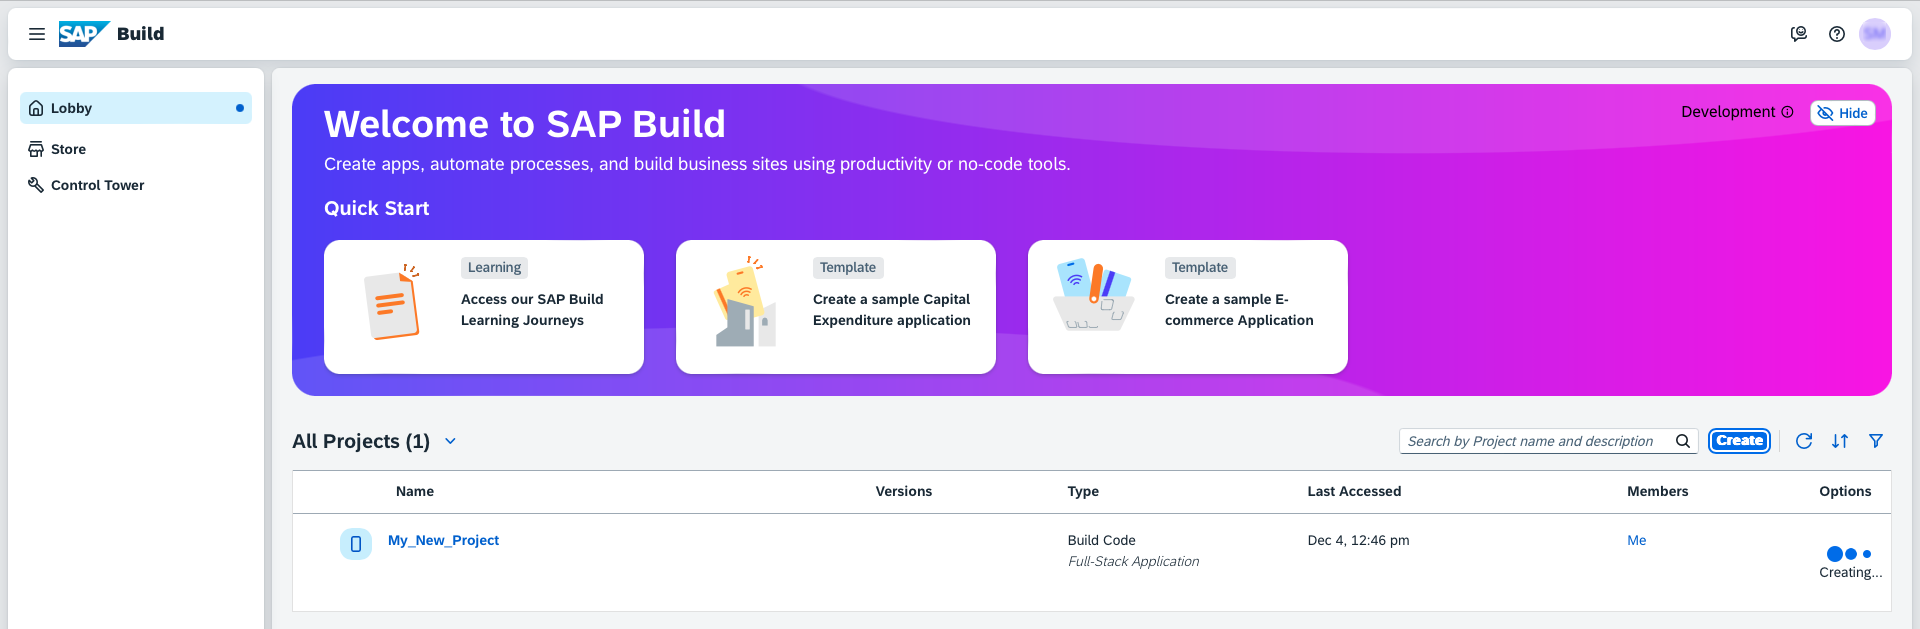 SAP Build
Lobby
Store
Control Tower
Welcome to SAP Build
Development
Hide
Create apps, automate processes, and build business sites using productivity or no-code tools.
Quick Start
Learning
Access our SAP Build
Learning Journeys
Template
Create a sample Capital
Expenditure application
Template
Create a sample E-
commerce Application
All Projects (1)
Search by Project name and description
Create
Name Versions Type Last Accessed Members Options
My_New_Project Build Code Dec 4, 12:46 pm Me
Full-Stack Application
Creating...